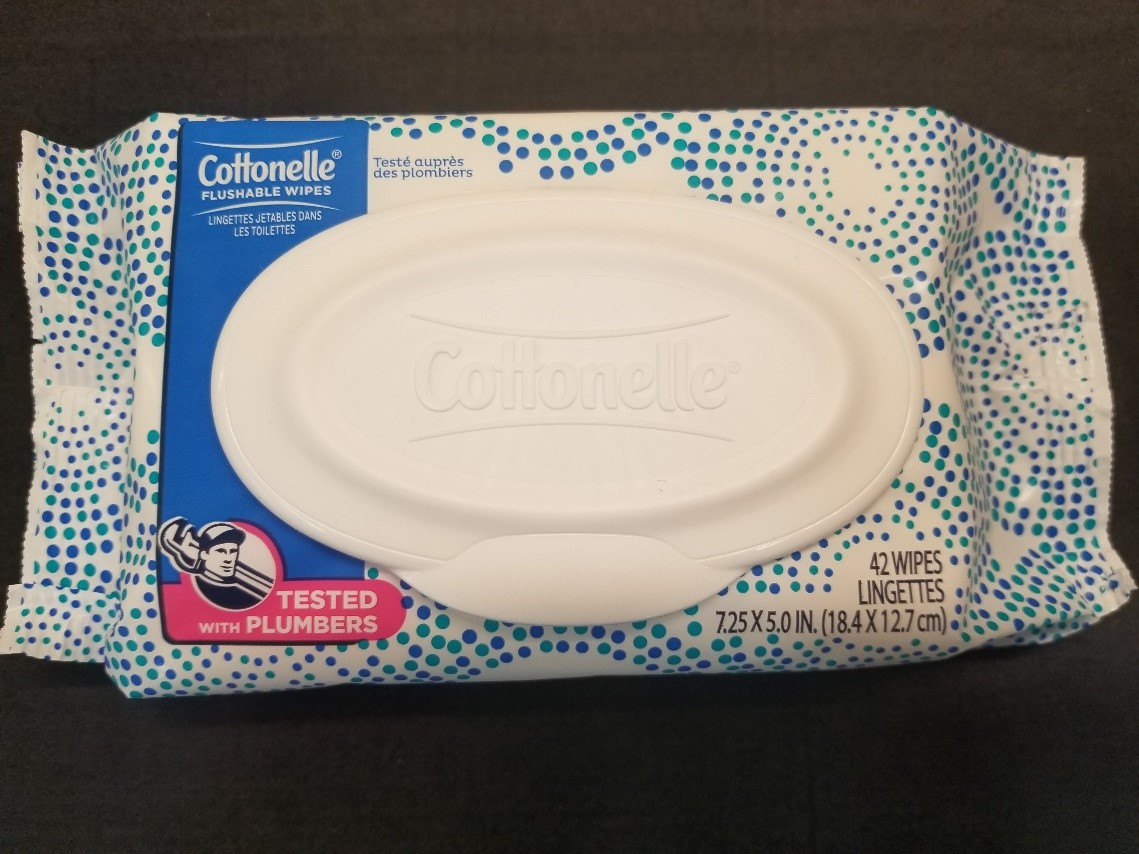 Cottonelle®
FLUSHABLE WIPES
LINGETTES JETABLES DANS
LES TOILETTES
Testé auprès
des plombiers
Cottonelle®
TESTED
WITH PLUMBERS
42 WIPES
LINGETTES
7.25 X 5.0 IN. (18.4 X 12.7 cm)